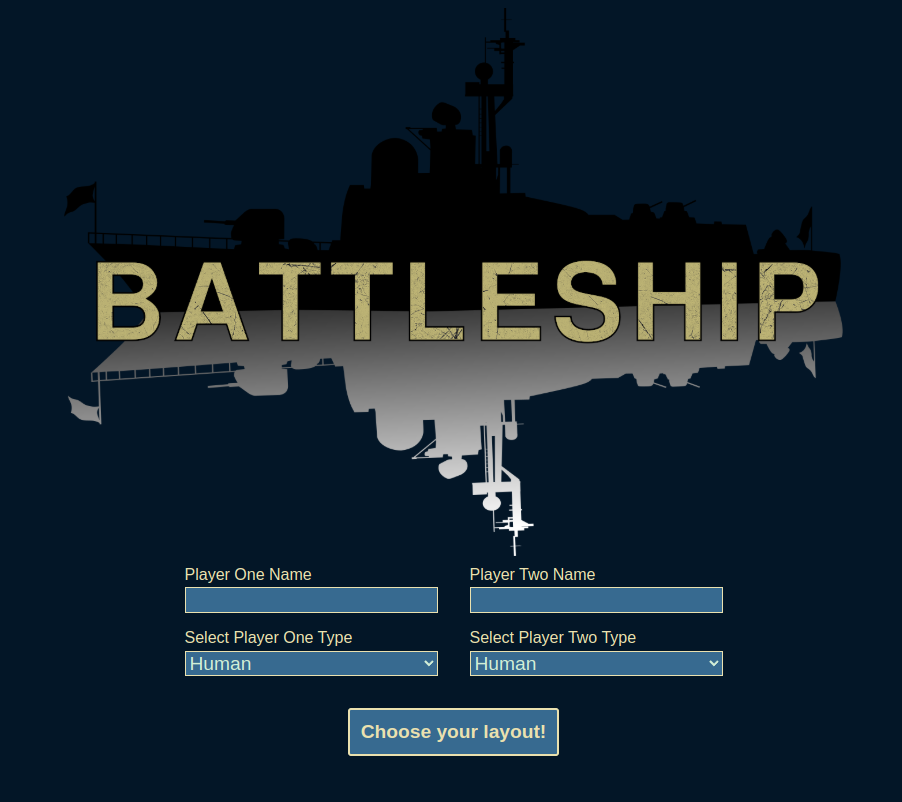 BATTLESHIP
Player One Name
Player Two Name
Select Player One Type
Select Player Two Type
Human
Human
Choose your layout!